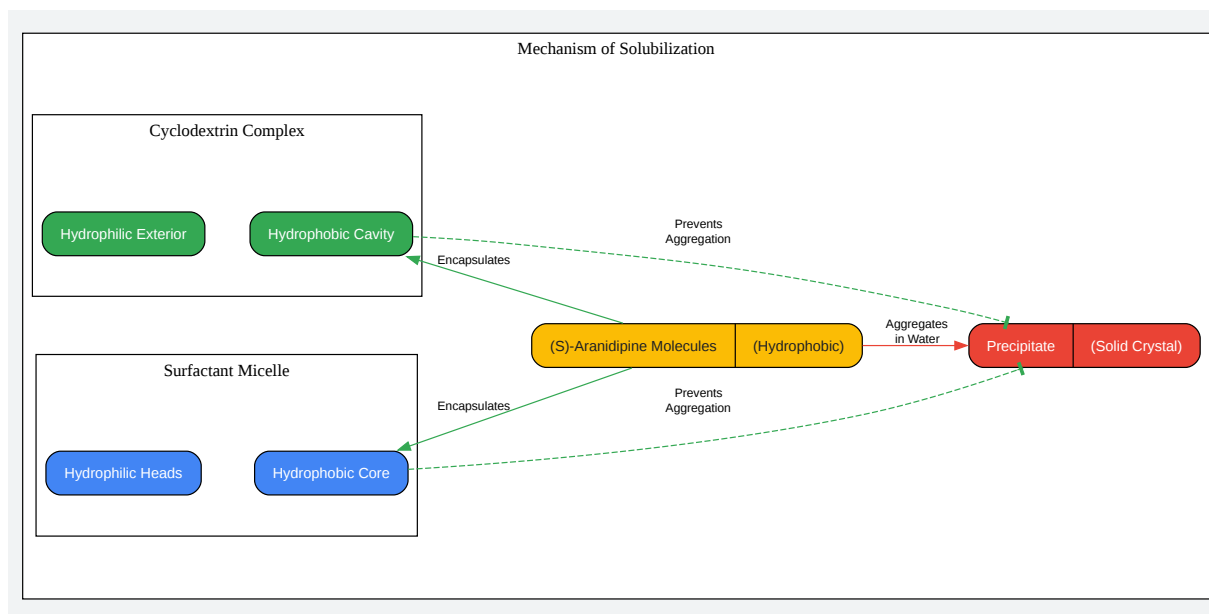 Mechanism of Solubilization
Cyclodextrin Complex
Hydrophilic Exterior
Hydrophobic Cavity
Prevents
Aggregation
Encapsulates
(S)-Aranidipine Molecules
(Hydrophobic)
Aggregates
in Water
Precipitate
(Solid Crystal)
Surfactant Micelle
Encapsulates
Prevents
Aggregation
Hydrophilic Heads
Hydrophobic Core